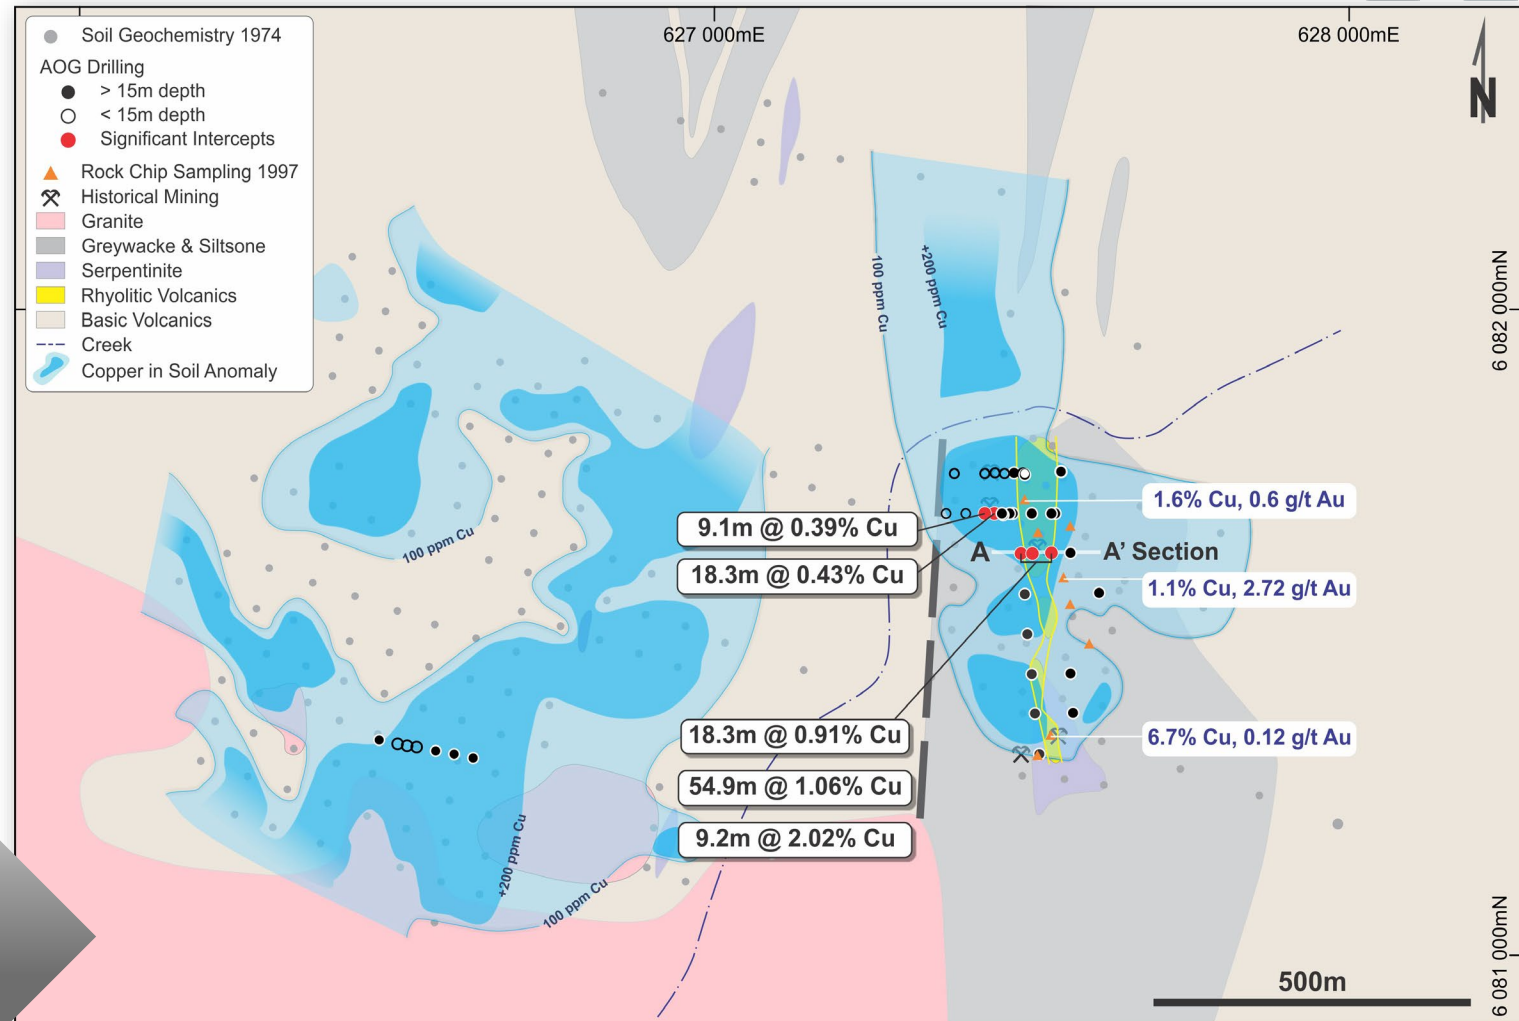 627 000mE
628 000mE
Soil Geochemistry 1974
AOG Drilling
> 15m depth
< 15m depth
Significant Intercepts
Rock Chip Sampling 1997
Historical Mining
Granite
Greywacke & Siltsone
Serpentinite
Rhyolitic Volcanics
Basic Volcanics
Creek
Copper in Soil Anomaly
N
6 082 000mN
100 ppm Cu
+200 ppm Cu
1.6% Cu, 0.6 g/t Au
9.1m @ 0.39% Cu
100 ppm Cu
A
A' Section
18.3m @ 0.43% Cu
1.1% Cu, 2.72 g/t Au
18.3m @ 0.91% Cu
6.7% Cu, 0.12 g/t Au
54.9m @ 1.06% Cu
9.2m @ 2.02% Cu
+200 ppm Cu
100 ppm Cu
6 081 000mN
500m